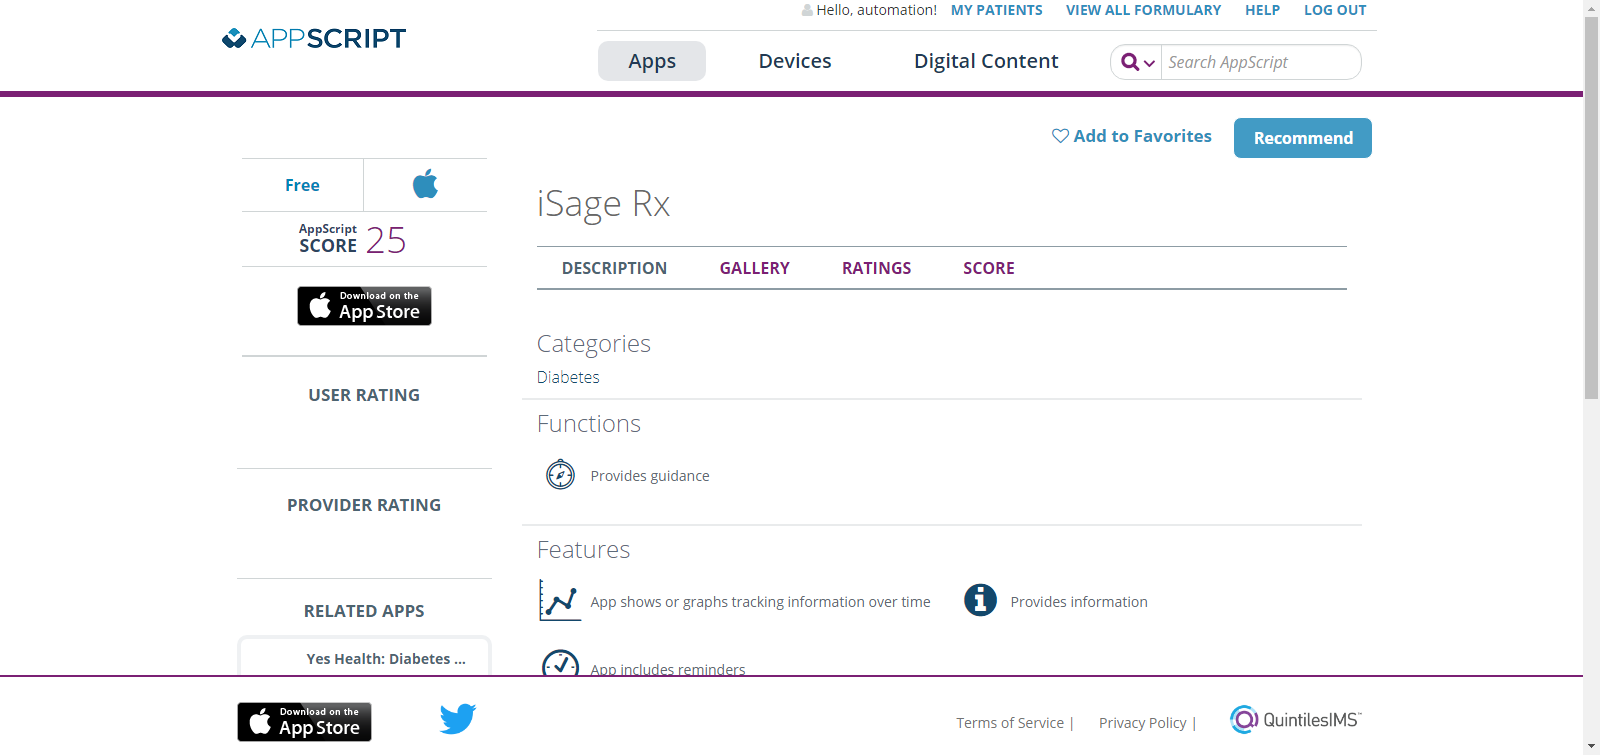 Hello, automation! MY PATIENTS VIEW ALL FORMULARY HELP LOG OUT
APPSCRIPT
Apps Devices Digital Content Search AppScript
Add to Favorites Recommend
Free
AppScript
SCORE 25
Download on the
App Store
USER RATING
PROVIDER RATING
RELATED APPS
Yes Health: Diabetes ...
iSage Rx
DESCRIPTION GALLERY RATINGS SCORE
Categories
Diabetes
Functions
Provides guidance
Features
App shows or graphs tracking information over time Provides information
App includes reminders
Download on the
App Store
Terms of Service | Privacy Policy | QuintilesIMS™